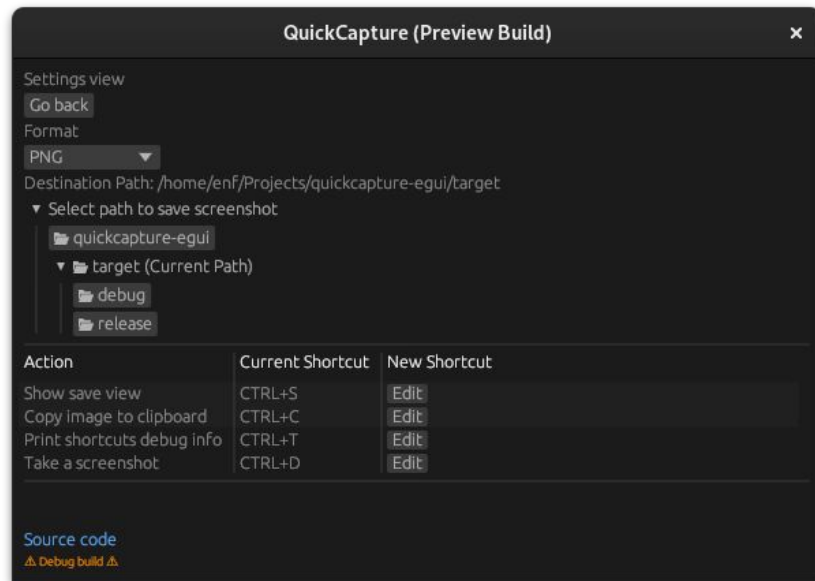 QuickCapture (Preview Build) ×
Settings view
Go back
Format
PNG
Destination Path: /home/enf/Projects/quickcapture-egui/target
Select path to save screenshot
quickcapture-egui
target (Current Path)
debug
release
Action Current Shortcut New Shortcut
Show save view CTRL+S Edit
Copy image to clipboard CTRL+C Edit
Print shortcuts debug info CTRL+T Edit
Take a screenshot CTRL+D Edit
Source code
⚠ Debug build ⚠